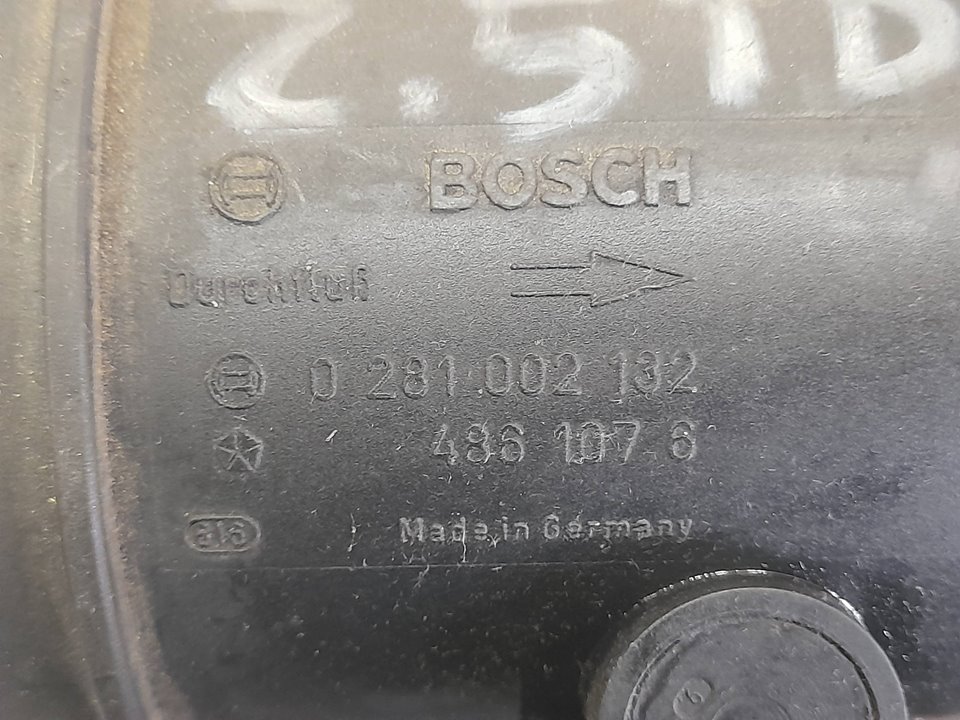 2.5TD
BOSCH
Durchfluß
0 281 002 132
486 107 8
Made in Germany